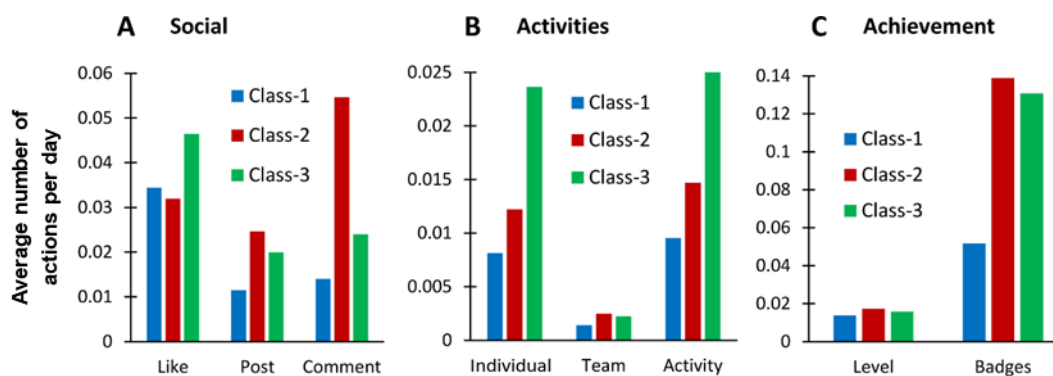 A Social
B Activities
C Achievement
Average number of
actions per day
0.06
0.05
0.04
0.03
0.02
0.01
0
Class-1
Class-2
Class-3
Like Post Comment
0.025
0.02
0.015
0.01
0.005
0
Class-1
Class-2
Class-3
Individual Team Activity
0.14
0.12
0.1
0.08
0.06
0.04
0.02
0
Class-1
Class-2
Class-3
Level Badges